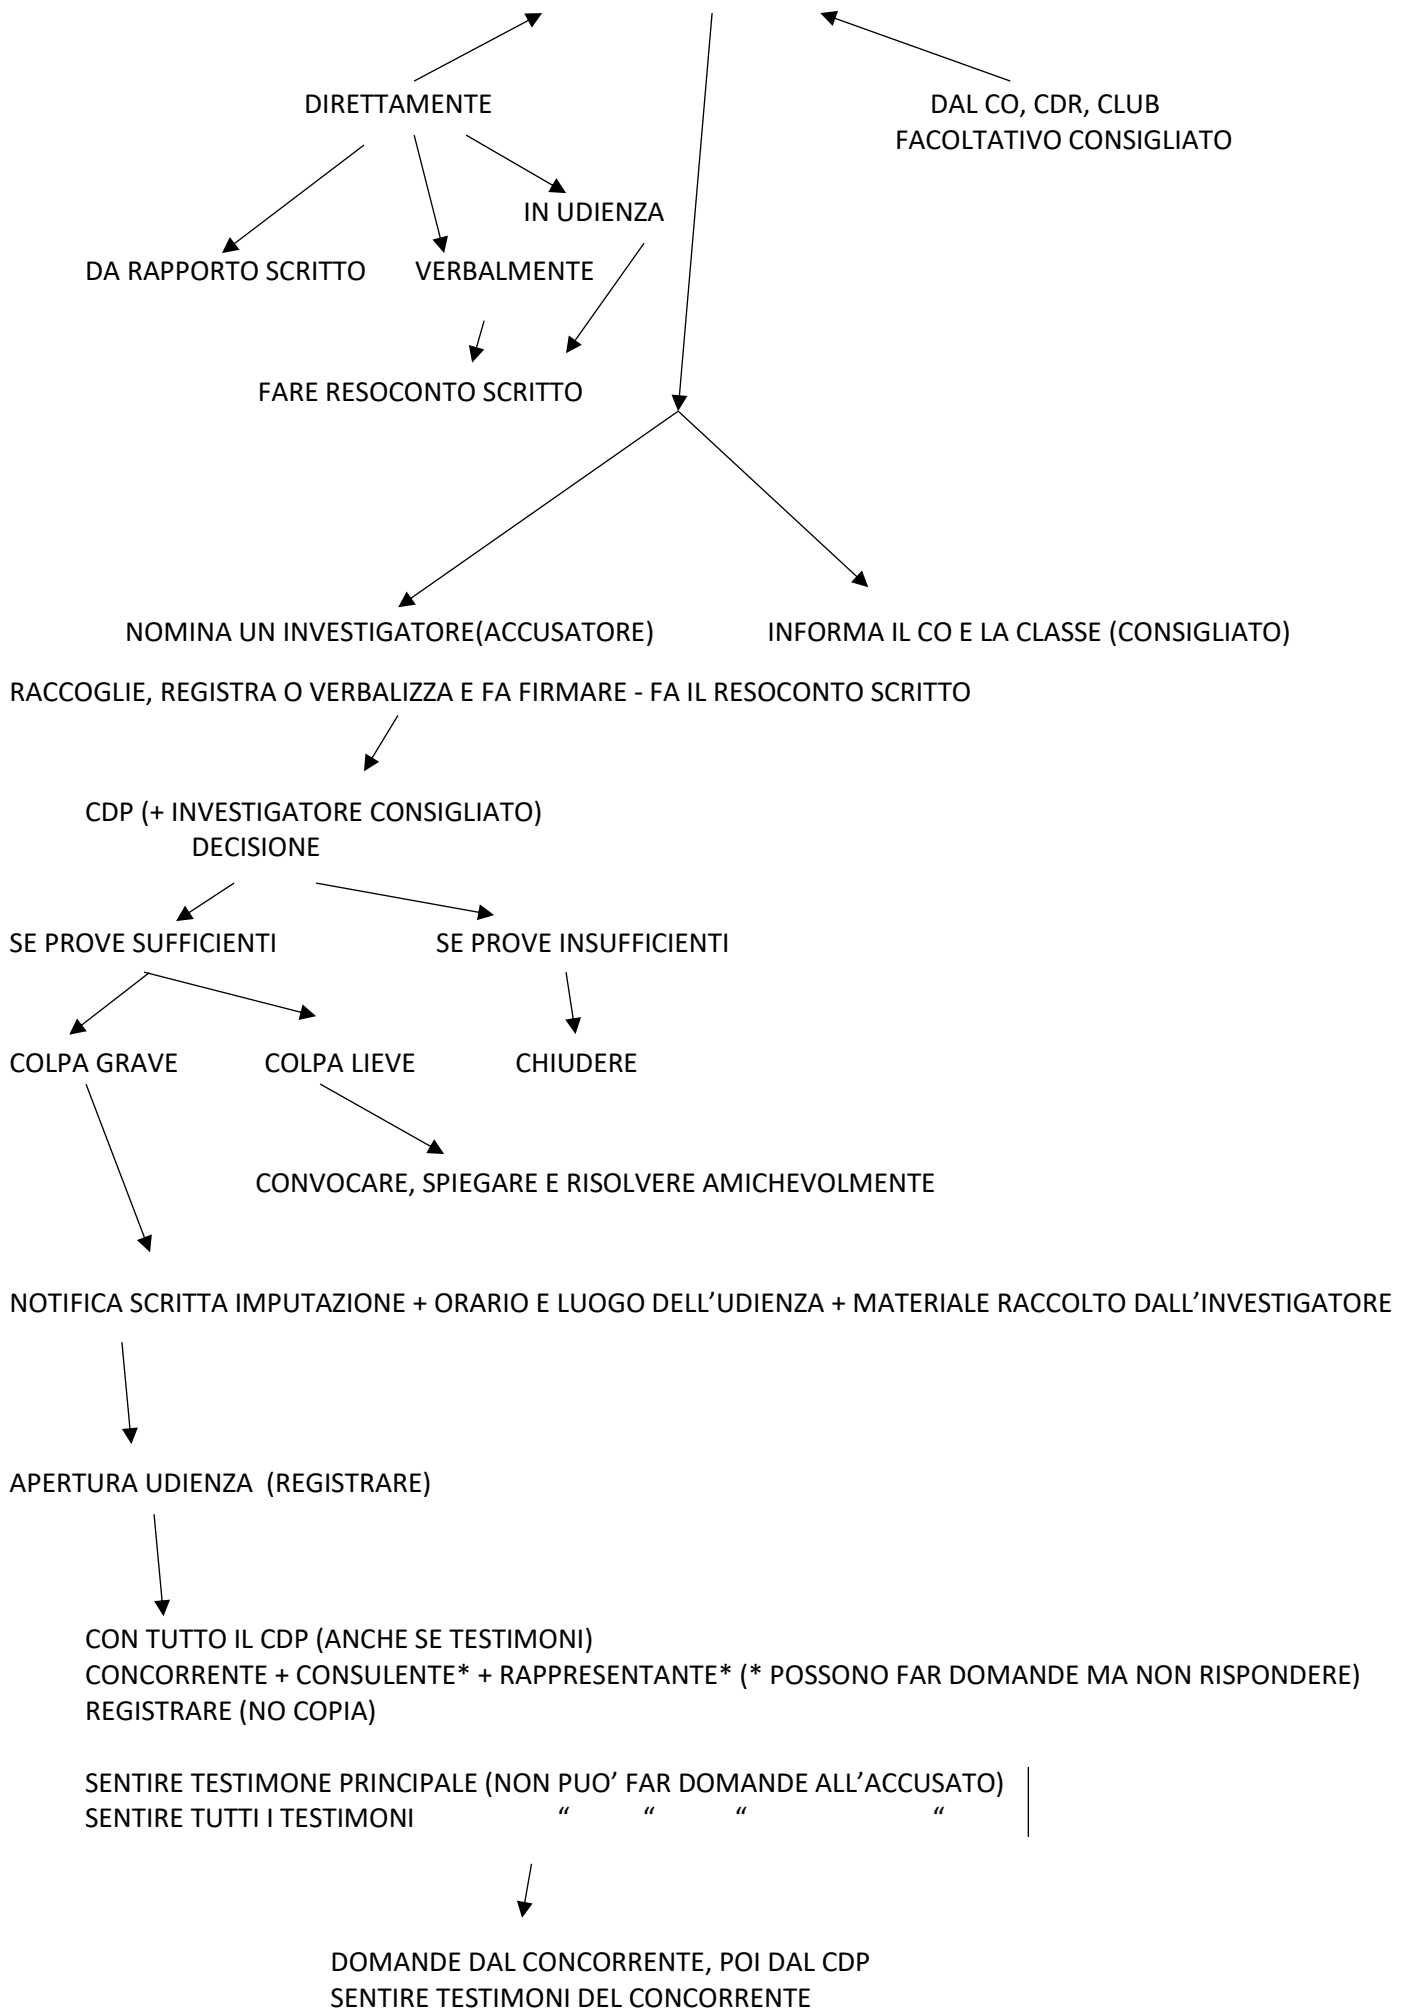 DIRETTAMENTE
DAL CO, CDR, CLUB
FACOLTATIVO CONSIGLIATO
IN UDIENZA
DA RAPPORTO SCRITTO
VERBALMENTE
FARE RESOCONTO SCRITTO
NOMINA UN INVESTIGATORE(ACCUSATORE)
INFORMA IL CO E LA CLASSE (CONSIGLIATO)
RACCOGLIE, REGISTRA O VERBALIZZA E FA FIRMARE - FA IL RESOCONTO SCRITTO
CDP (+ INVESTIGATORE CONSIGLIATO)
DECISIONE
SE PROVE SUFFICIENTI
SE PROVE INSUFFICIENTI
COLPA GRAVE
COLPA LIEVE
CHIUDERE
CONVOCARE, SPIEGARE E RISOLVERE AMICHEVOLMENTE
NOTIFICA SCRITTA IMPUTAZIONE + ORARIO E LUOGO DELL’UDIENZA + MATERIALE RACCOLTO DALL’INVESTIGATORE
APERTURA UDIENZA (REGISTRARE)
CON TUTTO IL CDP (ANCHE SE TESTIMONI)
CONCORRENTE + CONSULENTE* + RAPPRESENTANTE* (* POSSONO FAR DOMANDE MA NON RISPONDERE)
REGISTRARE (NO COPIA)
SENTIRE TESTIMONE PRINCIPALE (NON PUO’ FAR DOMANDE ALL’ACCUSATO)
SENTIRE TUTTI I TESTIMONI “ “ “ “
DOMANDE DAL CONCORRENTE, POI DAL CDP
SENTIRE TESTIMONI DEL CONCORRENTE